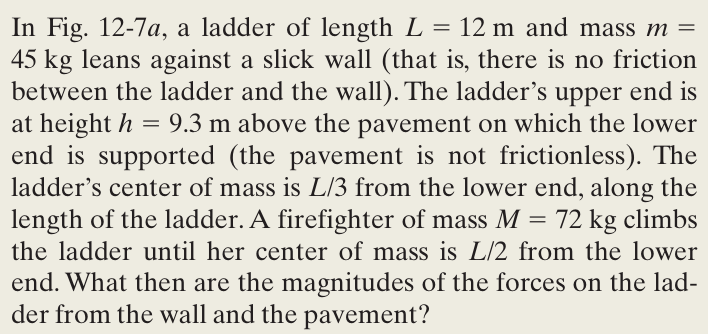 In Fig. 12-7a, a ladder of length L = 12 m and mass m =
45 kg leans against a slick wall (that is, there is no friction
between the ladder and the wall). The ladder's upper end is
at height h = 9.3 m above the pavement on which the lower
end is supported (the pavement is not frictionless). The
ladder's center of mass is L/3 from the lower end, along the
length of the ladder. A firefighter of mass M = 72 kg climbs
the ladder until her center of mass is L/2 from the lower
end. What then are the magnitudes of the forces on the lad-
der from the wall and the pavement?